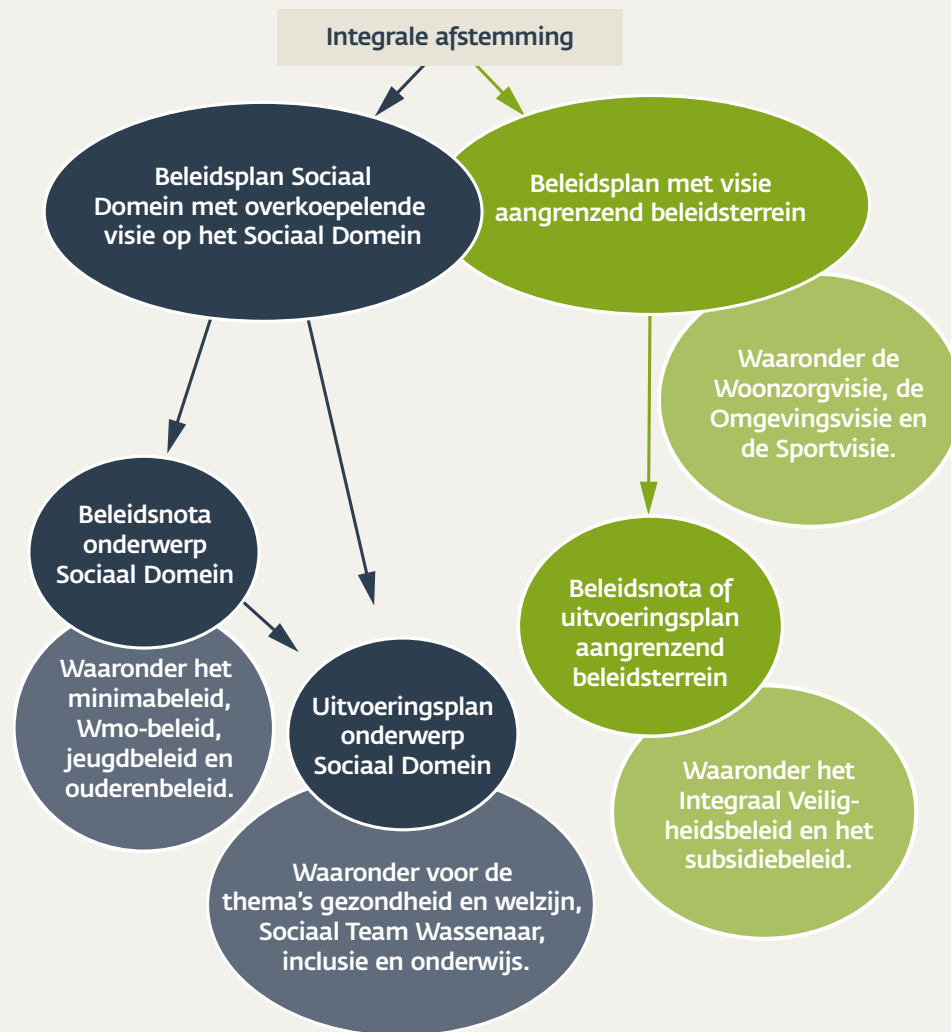 Integrale afstemming
Beleidsplan Sociaal
Domein met overkoepelende
visie op het Sociaal Domein
Beleidsplan met visie
aangrenzend beleidsterrein
Waaronder de
Woonzorgvisie, de
Omgevingsvisie en
de Sportvisie.
Beleidsnota
onderwerp
Sociaal Domein
Waaronder het
minimabeleid,
Wmo-beleid,
jeugdbeleid en
ouderenbeleid.
Uitvoeringsplan
onderwerp
Sociaal Domein
Waaronder voor de
thema's gezondheid en welzijn,
Sociaal Team Wassenaar,
inclusie en onderwijs.
Beleidsnota of
uitvoeringsplan
aangrenzend
beleidsterrein
Waaronder het
Integraal Veilig-
heidsbeleid en het
subsidiebeleid.